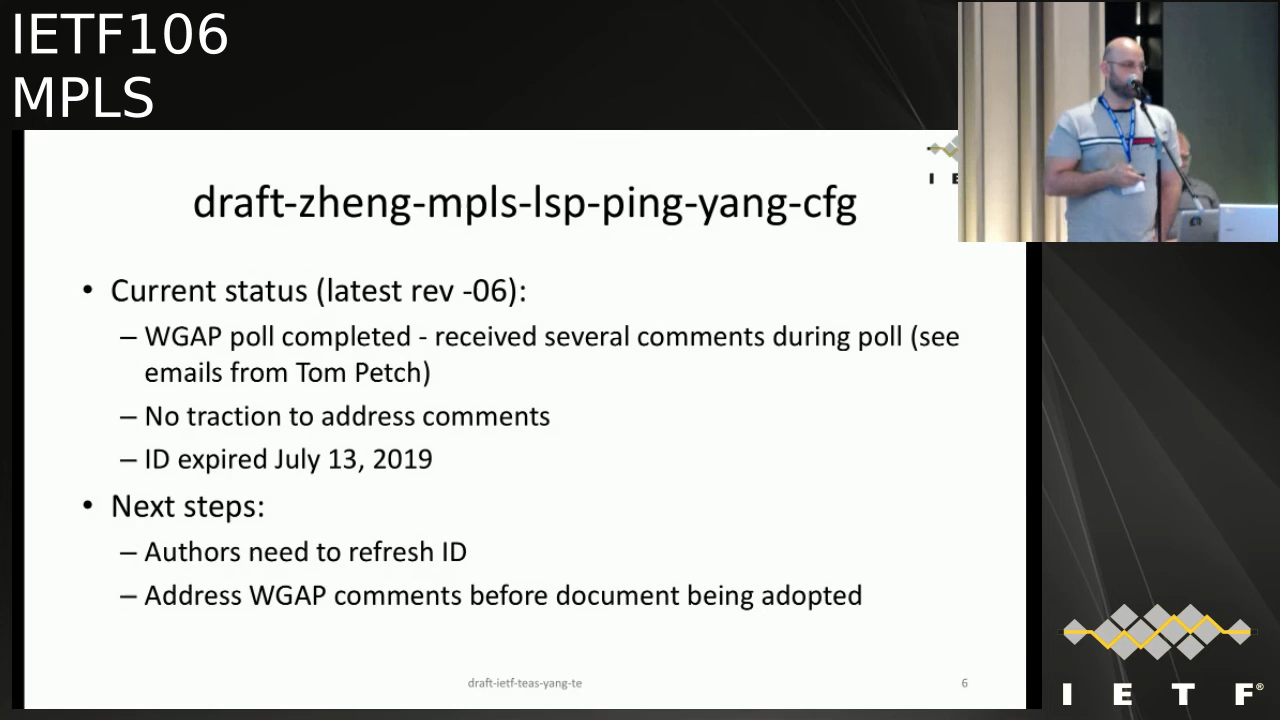 IETF106
MPLS
I E
draft-zheng-mpls-lsp-ping-yang-cfg
• Current status (latest rev -06):
– WGAP poll completed - received several comments during poll (see
emails from Tom Petch)
– No traction to address comments
– ID expired July 13, 2019
• Next steps:
– Authors need to refresh ID
– Address WGAP comments before document being adopted
draft-ietf-teas-yang-te
6
I E T F®